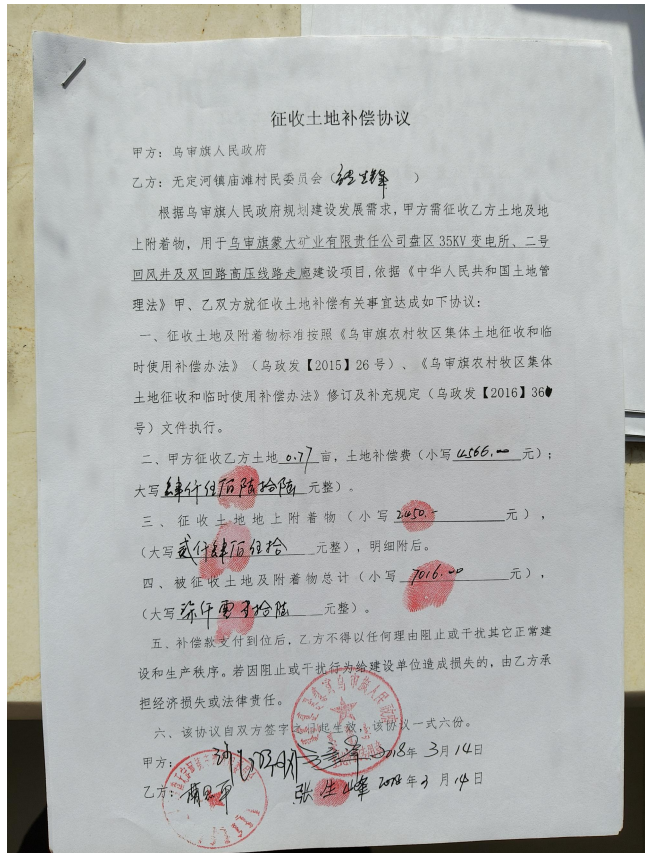 征收土地补偿协议
甲方：乌审旗人民政府
乙方：无定河镇庙滩村民委员会（张生峰）
根据乌审旗人民政府规划建设发展需求，甲方需征收乙方土地及地
上附着物，用于乌审旗蒙大矿业有限责任公司盘区35KV变电所、二号
回风井及双回路高压线路走廊建设项目,依据《中华人民共和国土地管
理法》甲、乙双方就征收土地补偿有关事宜达成如下协议：
一、征收土地及附着物标准按照《乌审旗农村牧区集体土地征收和临
时使用补偿办法》（乌政发【2015】26号）、《乌审旗农村牧区集体
土地征收和临时使用补偿办法》修订及补充规定（乌政发【2016】36
号）文件执行。
二、甲方征收乙方土地0.77亩，土地补偿费（小写4566.00元）；
大写肆仟伍佰陆拾陆元整）。
三、征收土地地上附着物（小写2450.-元），
（大写贰仟肆佰伍拾元整），明细附后。
四、被征收土地及附着物总计（小写7016.00元），
（大写柒仟零壹拾陆元整）。
五、补偿款支付到位后，乙方不得以任何理由阻止或干扰其它正常建
设和生产秩序。若因阻止或干扰行为给建设单位造成损失的，由乙方承
担经济损失或法律责任。
六、该协议自双方签字之日起生效，该协议一式六份。
甲方： 2018年3月14日
乙方： 张生峰 2018年3月14日